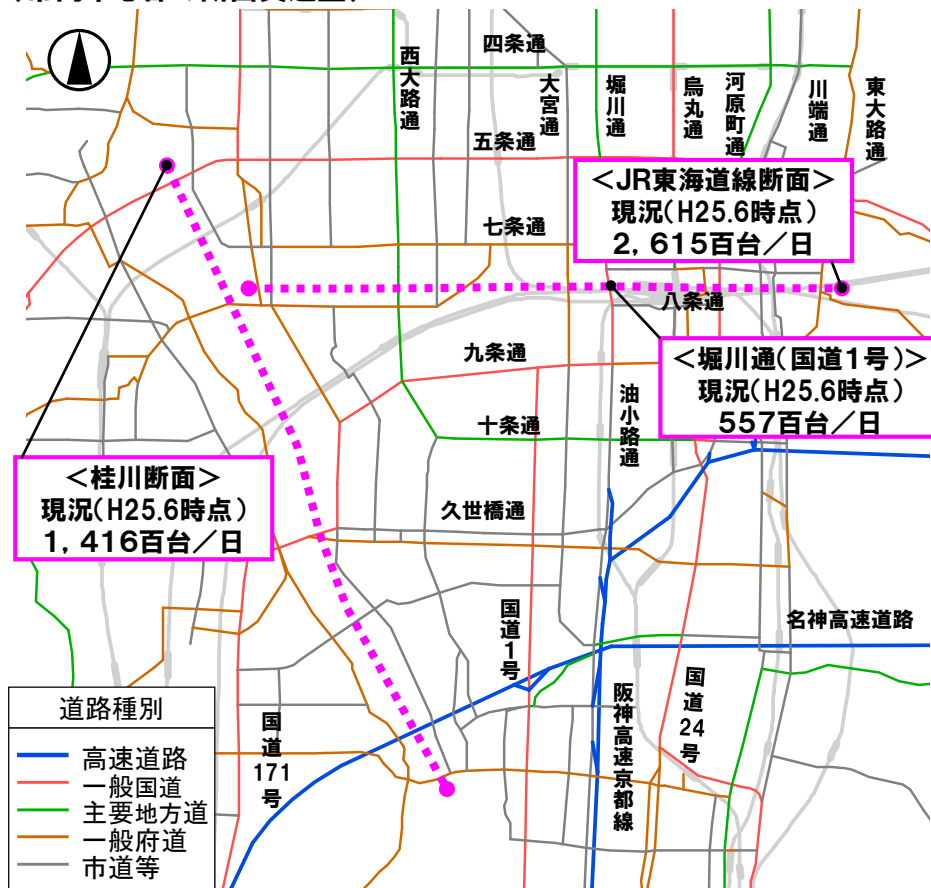 四条通
西大路通
大宮通
堀川通
烏丸通
河原町通
川端通
東大路通
五条通
<JR東海道線断面>
現況(H25.6時点)
2,615百台/日
七条通
八条通
<堀川通(国道1号)>
現況(H25.6時点)
557百台/日
九条通
油小路通
十条通
<桂川断面>
現況(H25.6時点)
1,416百台/日
久世橋通
国道1号
名神高速道路
国道24号
阪神高速京都線
国道171号
道路種別
高速道路
一般国道
主要地方道
一般府道
市道等